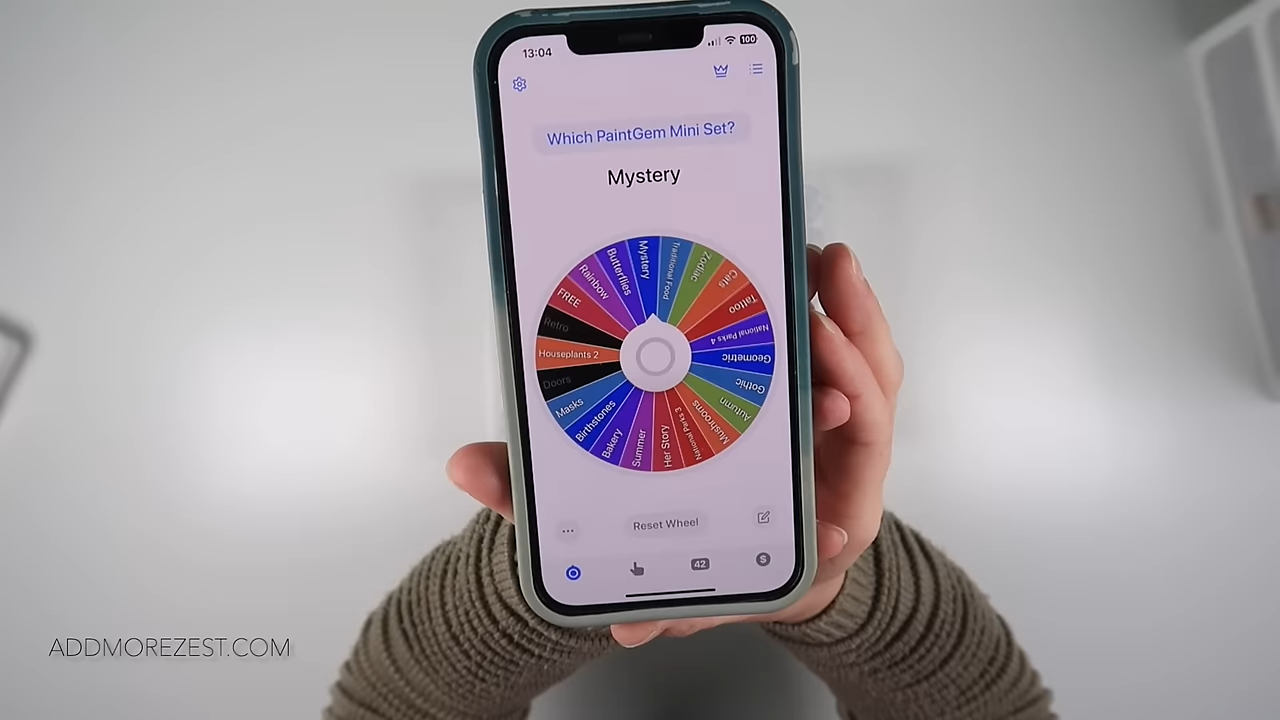 13:04
100
Which PaintGem Mini Set?
Mystery
Mystery
Traditional Food
Zodiac
Cats
Tattoo
National Parks 4
Geometric
Gothic
Autumn
Mushrooms
National Parks 3
Her Story
Summer
Bakery
Birthstones
Masks
Doors
Houseplants 2
Retro
FREE
Rainbow
Butterflies
Reset Wheel
42
S
ADDMOREZEST.COM